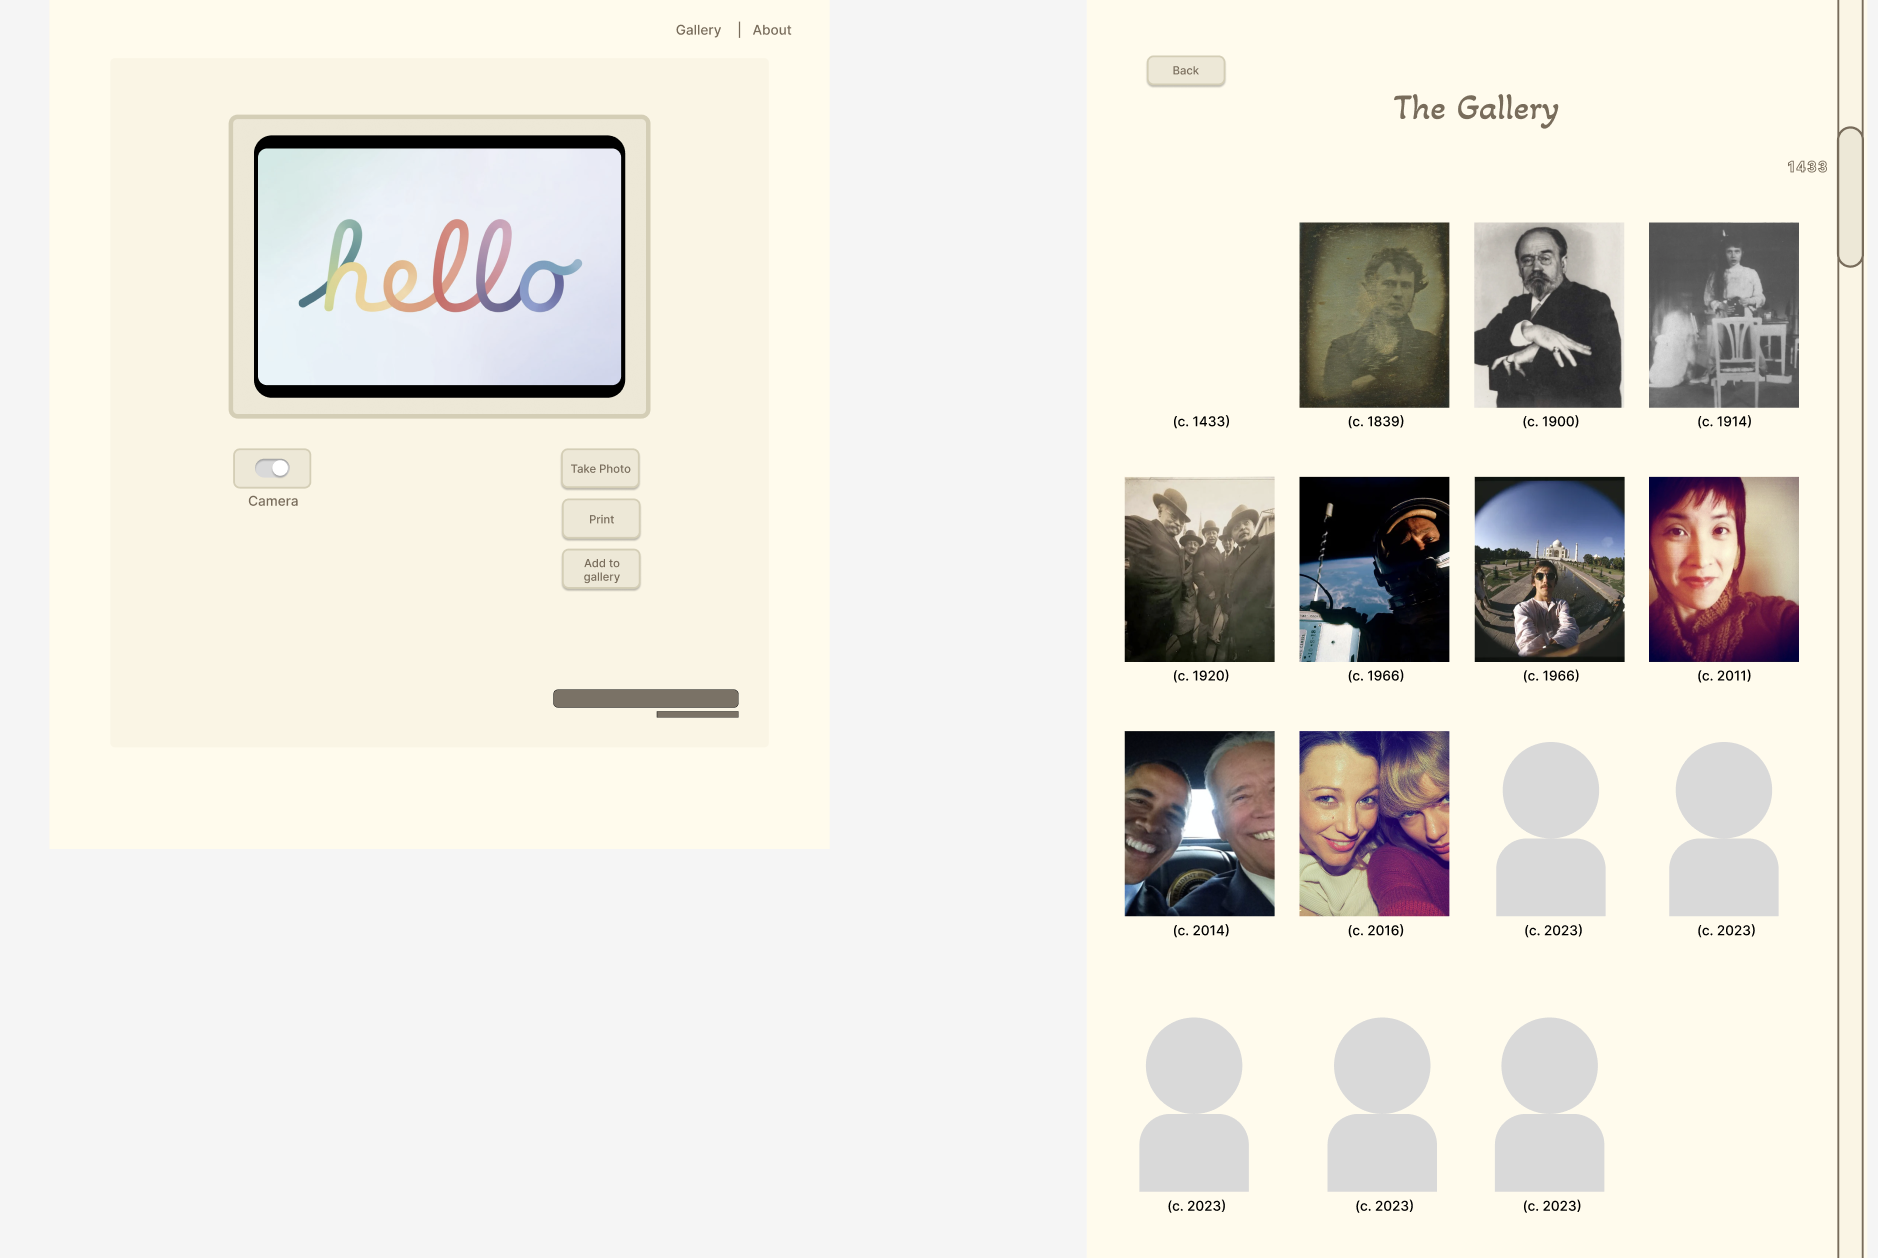 Gallery | About
hello
Camera
Take Photo
Print
Add to
gallery
Back
The Gallery
1433
(c. 1433)
(c. 1839)
(c. 1900)
(c. 1914)
(c. 1920)
(c. 1966)
(c. 1966)
(c. 2011)
(c. 2014)
(c. 2016)
(c. 2023)
(c. 2023)
(c. 2023)
(c. 2023)
(c. 2023)